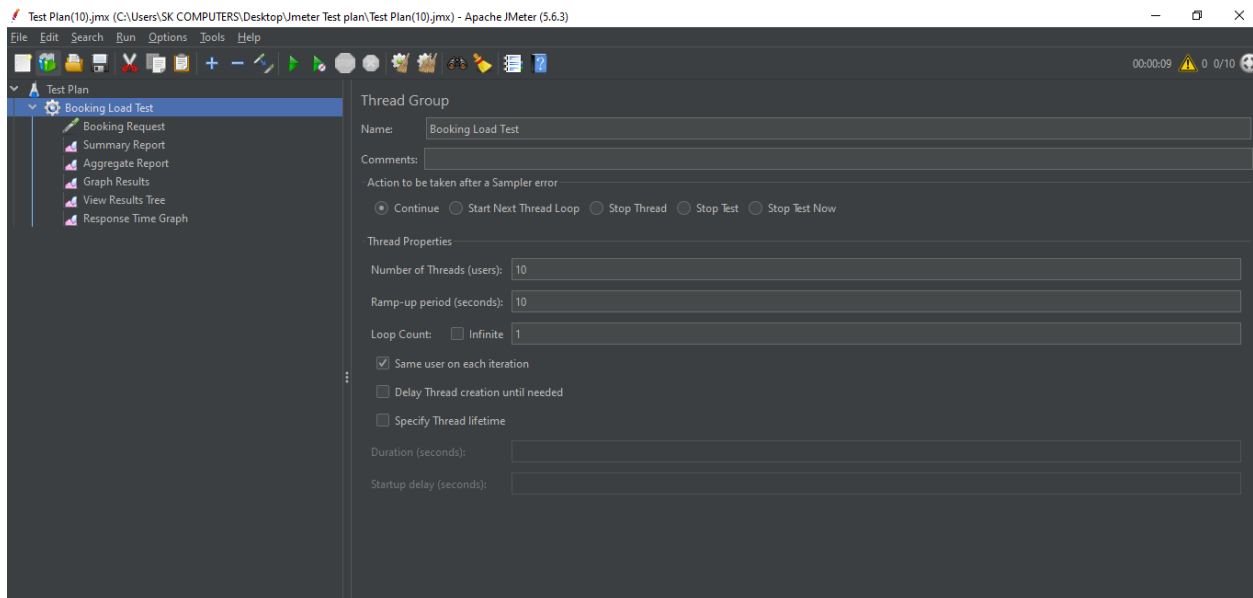 Test Plan(10).jmx (C:\Users\SK COMPUTERS\Desktop\Jmeter Test plan\Test Plan(10).jmx) - Apache JMeter (5.6.3)
File Edit Search Run Options Tools Help
00:00:09 0 0/10
Test Plan
Booking Load Test
Booking Request
Summary Report
Aggregate Report
Graph Results
View Results Tree
Response Time Graph
Thread Group
Name: Booking Load Test
Comments:
Action to be taken after a Sampler error
Continue Start Next Thread Loop Stop Thread Stop Test Stop Test Now
Thread Properties
Number of Threads (users): 10
Ramp-up period (seconds): 10
Loop Count: Infinite 1
Same user on each iteration
Delay Thread creation until needed
Specify Thread lifetime
Duration (seconds):
Startup delay (seconds):